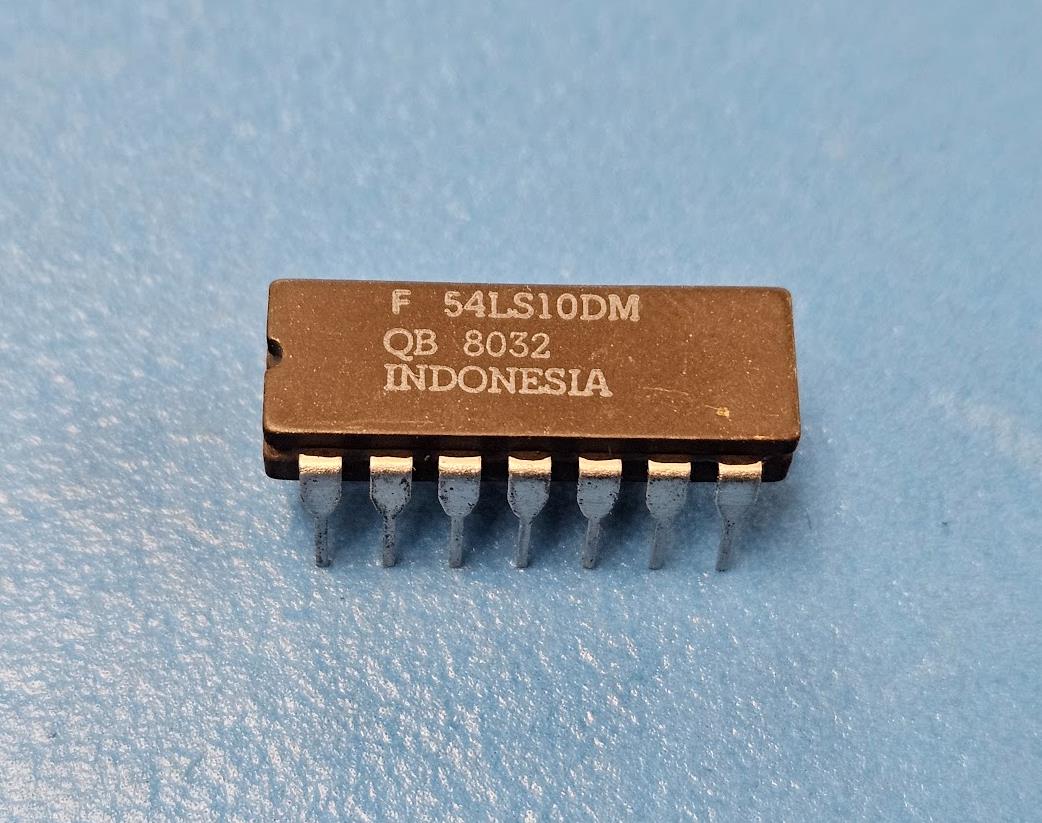 F 54LS10DM
QB 8032
INDONESIA